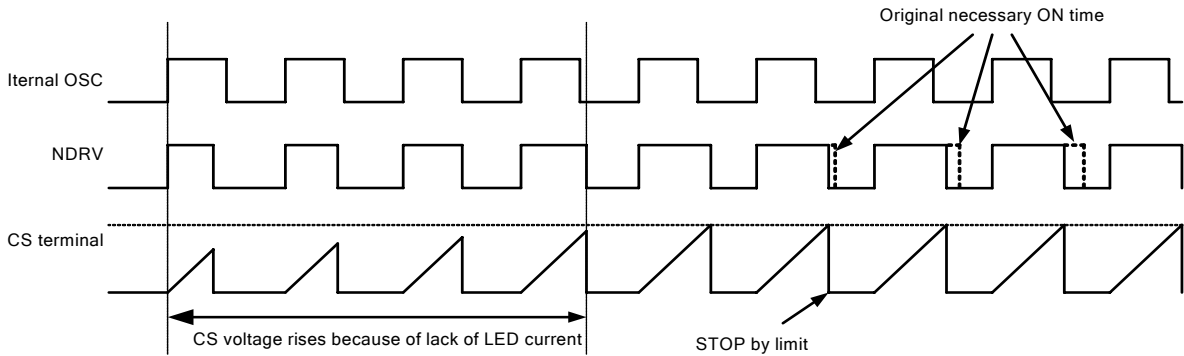 Original necessary ON time
Iternal OSC
NDRV
CS terminal
CS voltage rises because of lack of LED current
STOP by limit